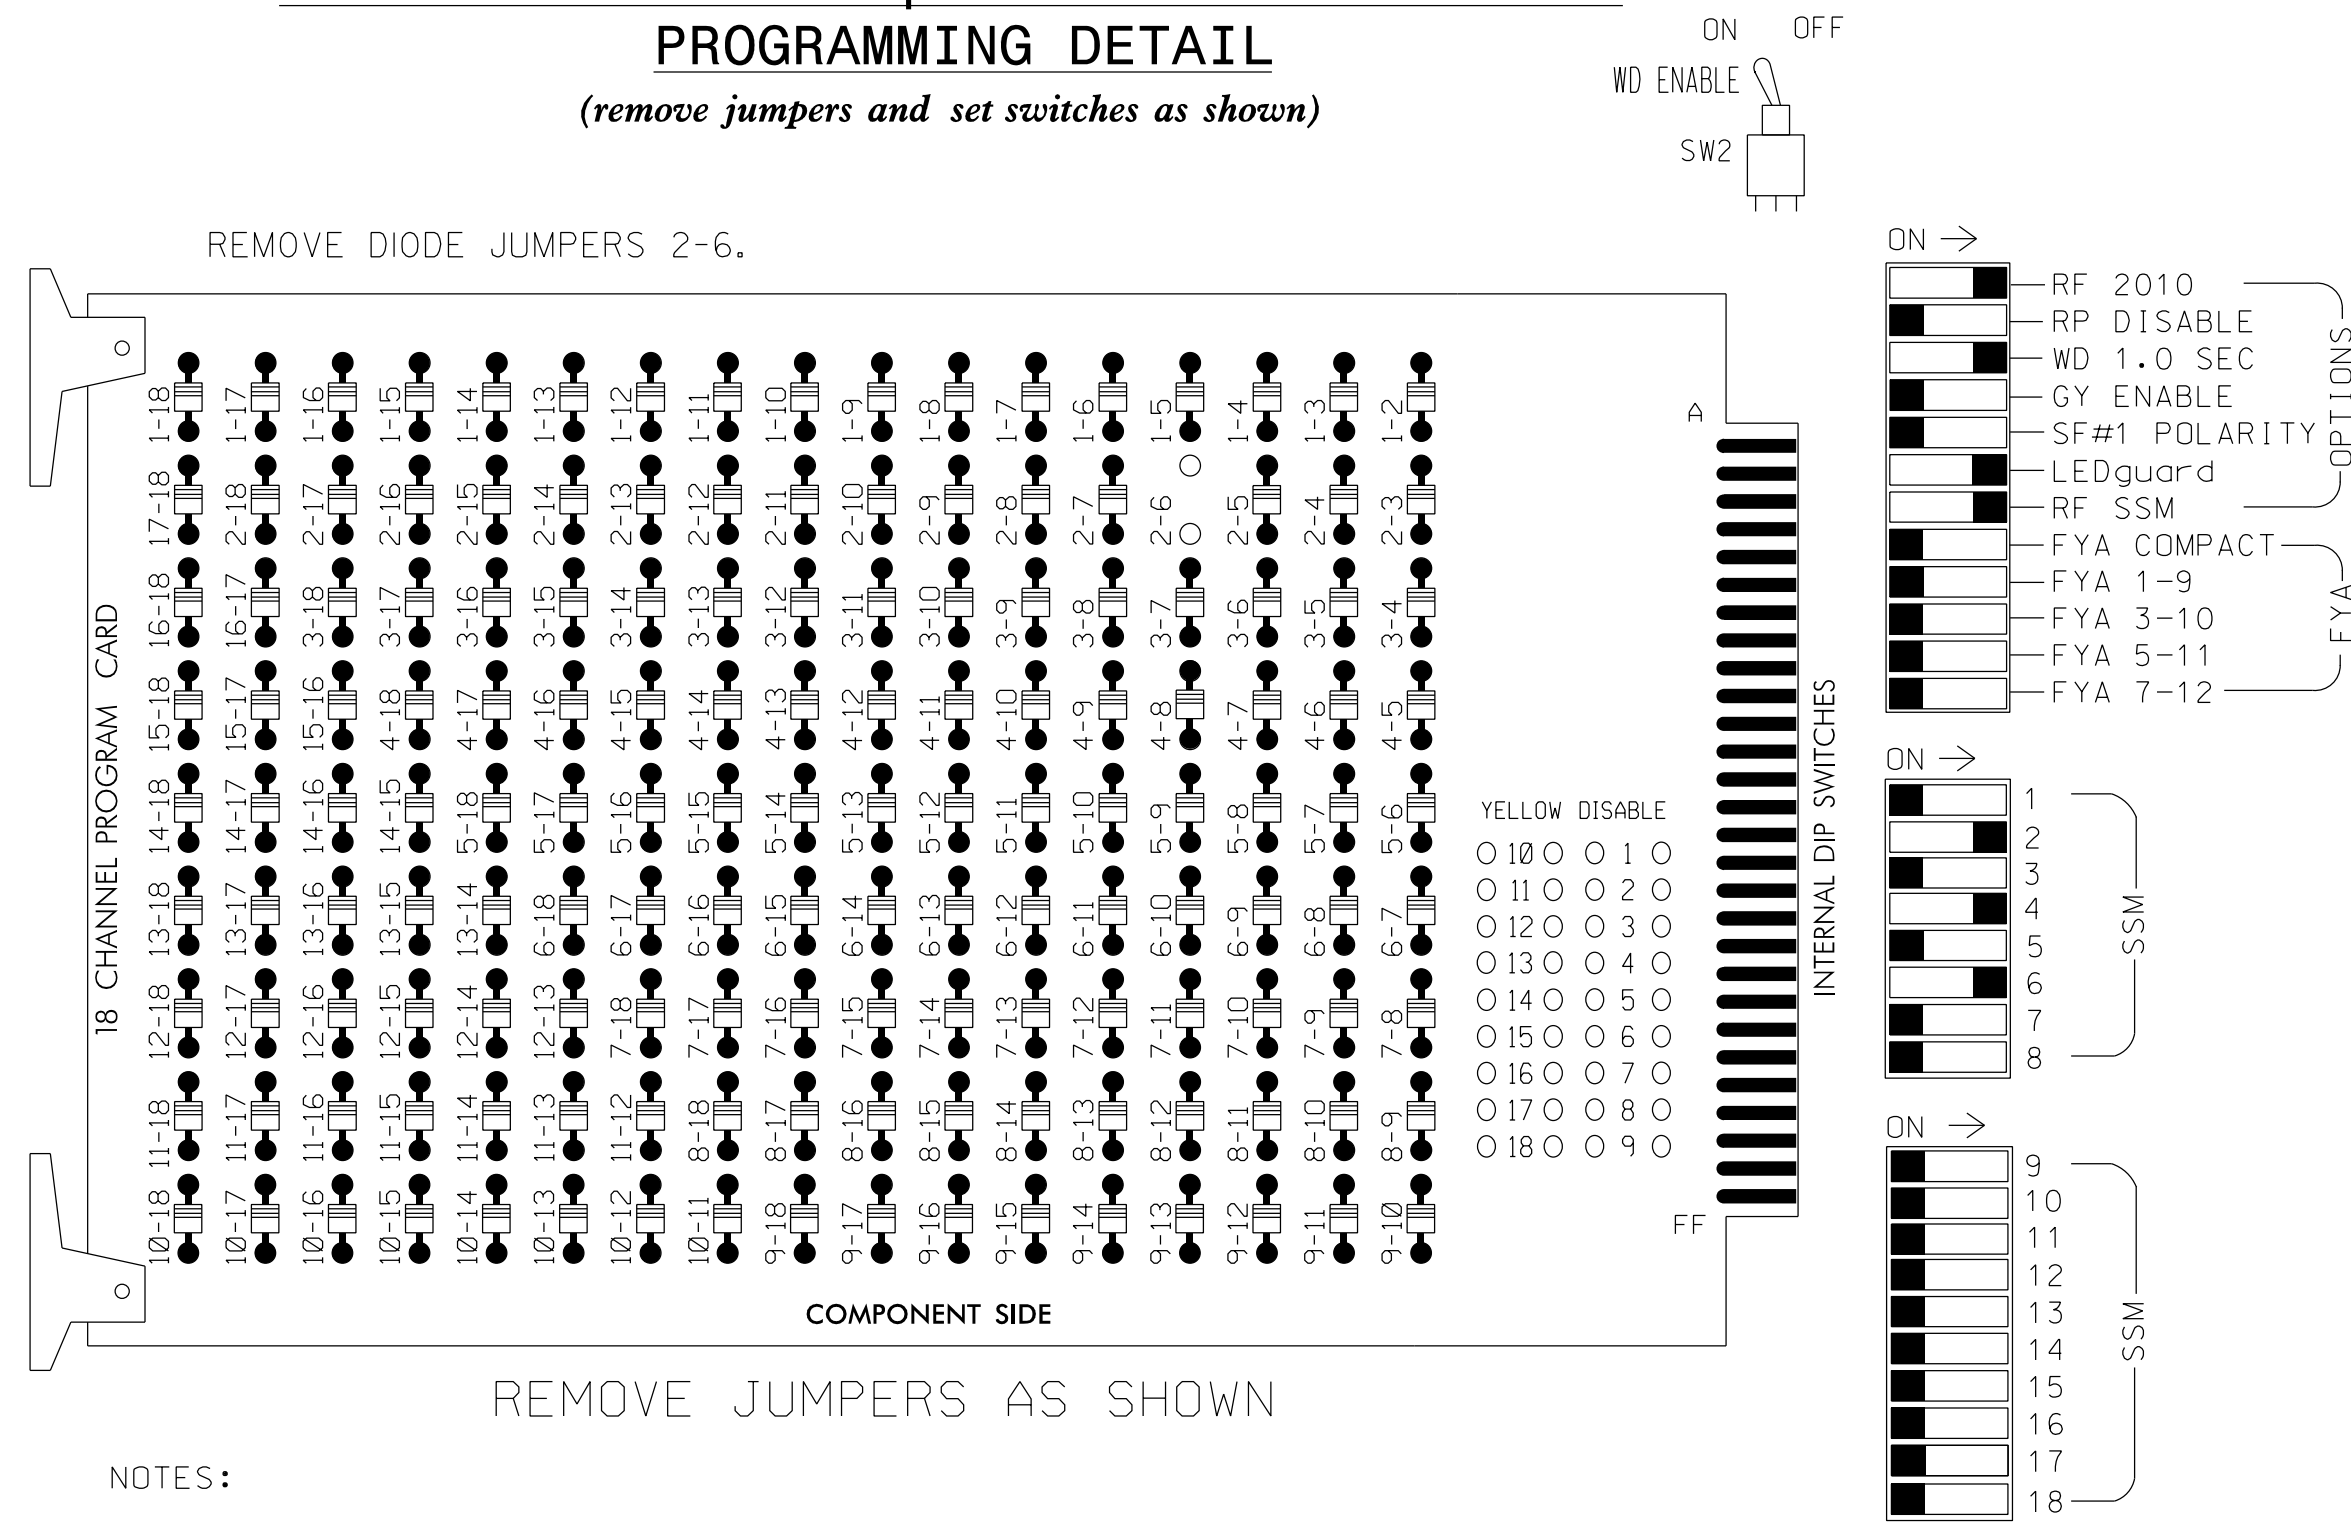 PROGRAMMING DETAIL
(remove jumpers and set switches as shown)
ON OFF
WD ENABLE
SW2
REMOVE DIODE JUMPERS 2-6.
18 CHANNEL PROGRAM CARD
1-18 1-17 1-16 1-15 1-14 1-13 1-12 1-11 1-10 1-9 1-8 1-7 1-6 1-5 1-4 1-3 1-2
17-18 2-18 2-17 2-16 2-15 2-14 2-13 2-12 2-11 2-10 2-9 2-8 2-7 2-6 2-5 2-4 2-3
16-18 16-17 3-18 3-17 3-16 3-15 3-14 3-13 3-12 3-11 3-10 3-9 3-8 3-7 3-6 3-5 3-4
15-18 15-17 15-16 4-18 4-17 4-16 4-15 4-14 4-13 4-12 4-11 4-10 4-9 4-8 4-7 4-6 4-5
14-18 14-17 14-16 14-15 5-18 5-17 5-16 5-15 5-14 5-13 5-12 5-11 5-10 5-9 5-8 5-7 5-6
13-18 13-17 13-16 13-15 13-14 6-18 6-17 6-16 6-15 6-14 6-13 6-12 6-11 6-10 6-9 6-8 6-7
12-18 12-17 12-16 12-15 12-14 12-13 7-18 7-17 7-16 7-15 7-14 7-13 7-12 7-11 7-10 7-9 7-8
11-18 11-17 11-16 11-15 11-14 11-13 11-12 8-18 8-17 8-16 8-15 8-14 8-13 8-12 8-11 8-10 8-9
10-18 10-17 10-16 10-15 10-14 10-13 10-12 10-11 9-18 9-17 9-16 9-15 9-14 9-13 9-12 9-11 9-10
YELLOW DISABLE
10 1
11 2
12 3
13 4
14 5
15 6
16 7
17 8
18 9
A
FF
COMPONENT SIDE
INTERNAL DIP SWITCHES
ON
RF 2010
RP DISABLE
WD 1.0 SEC
GY ENABLE
SF#1 POLARITY
LEDguard
RF SSM
OPTIONS
FYA COMPACT
FYA 1-9
FYA 3-10
FYA 5-11
FYA 7-12
FYA
ON
1
2
3
4
5
6
7
8
SSM
ON
9
10
11
12
13
14
15
16
17
18
SSM
REMOVE JUMPERS AS SHOWN
NOTES: